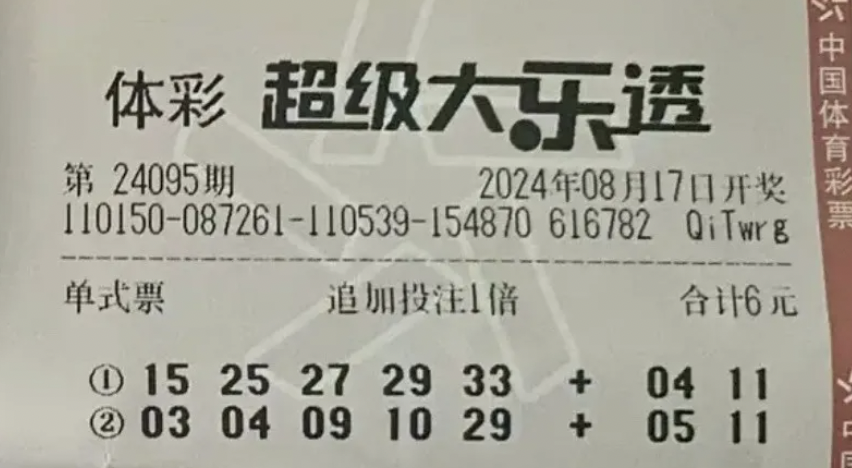 体彩 超级大乐透
第 24095期 2024年08月17日开奖
110150-087261-110539-154870 616782 QiTwrg
单式票 追加投注1倍 合计6元
① 15 25 27 29 33 + 04 11
② 03 04 09 10 29 + 05 11
中国体育彩票